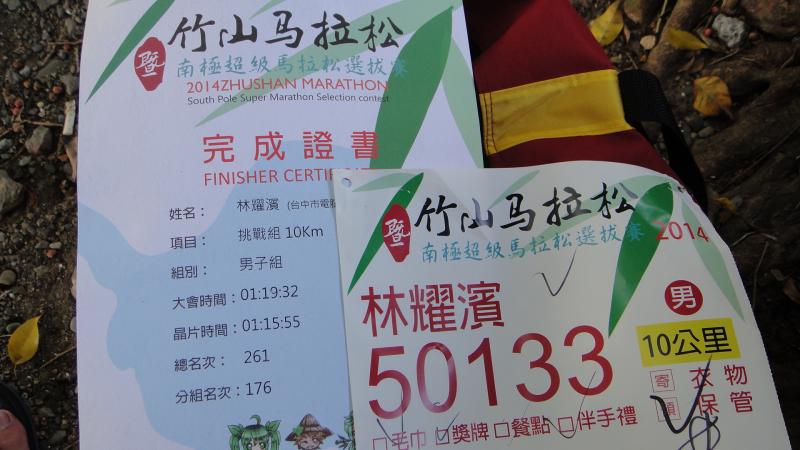 暨 竹山马拉松
南極超級馬拉松選拔賽
2014ZHUSHAN MARATHON
South Pole Super Marathon Selection contest
完成證書
FINISHER CERTIF
姓名： 林耀濱 (台中市電
項目： 挑戰組 10Km
組別： 男子組
大會時間：01:19:32
晶片時間：01:15:55
總名次： 261
分組名次：176
暨 竹山马拉松
南極超級馬拉松選拔賽 2014
林耀濱 男
50133 10公里
寄 衣物
保管
□毛巾 □獎牌 □餐點 □伴手禮